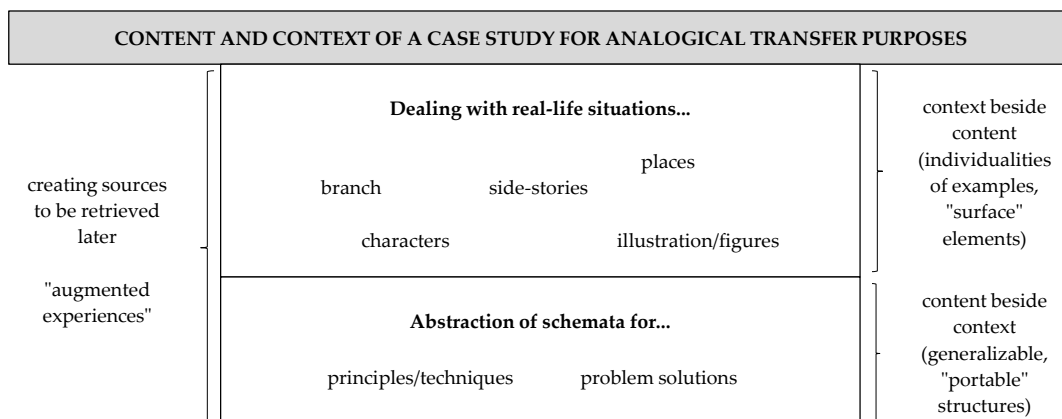 CONTENT AND CONTEXT OF A CASE STUDY FOR ANALOGICAL TRANSFER PURPOSES
creating sources
to be retrieved
later
"augmented
experiences"
Dealing with real-life situations...
places
branch side-stories
characters illustration/figures
Abstraction of schemata for...
principles/techniques problem solutions
context beside
content
(individualities
of examples,
"surface"
elements)
content beside
context
(generalizable,
"portable"
structures)